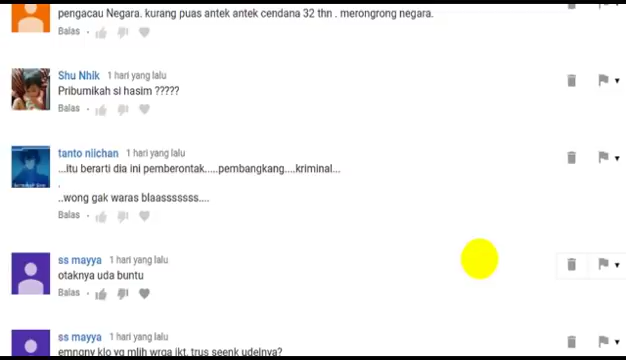 pengacau Negara. kurang puas antek antek cendana 32 thn . merongrong negara.
Balas
Shu Nhik 1 hari yang lalu
Pribumikah si hasim ?????
Balas
tanto niichan 1 hari yang lalu
...itu berarti dia ini pemberontak.....pembangkang....kriminal...
.
..wong gak waras blaasssssss....
Balas
ss mayya 1 hari yang lalu
otaknya uda buntu
Balas
ss mayya 1 hari yang lalu
emngny klo yg mlih wrga jkt, trus seenk udelnya?